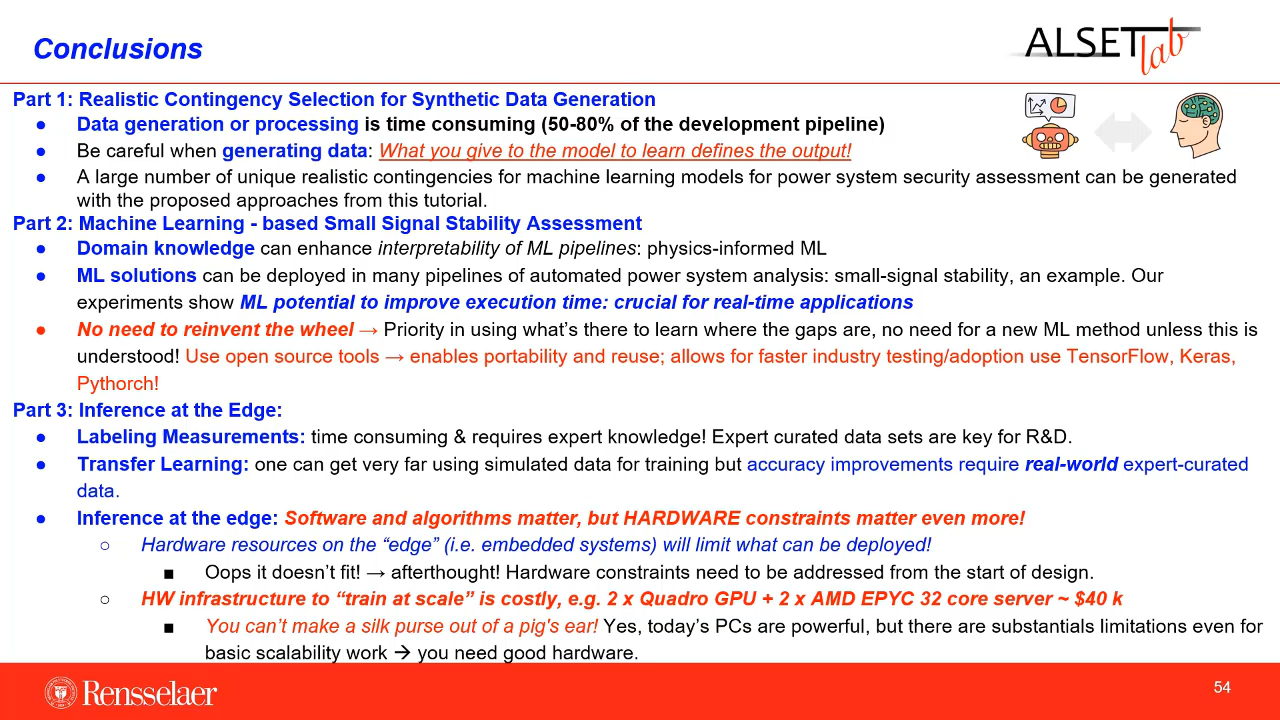 Conclusions
ALSET lab
Part 1: Realistic Contingency Selection for Synthetic Data Generation
● Data generation or processing is time consuming (50-80% of the development pipeline)
● Be careful when generating data: What you give to the model to learn defines the output!
● A large number of unique realistic contingencies for machine learning models for power system security assessment can be generated
with the proposed approaches from this tutorial.
Part 2: Machine Learning - based Small Signal Stability Assessment
● Domain knowledge can enhance interpretability of ML pipelines: physics-informed ML
● ML solutions can be deployed in many pipelines of automated power system analysis: small-signal stability, an example. Our
experiments show ML potential to improve execution time: crucial for real-time applications
● No need to reinvent the wheel → Priority in using what’s there to learn where the gaps are, no need for a new ML method unless this is
understood! Use open source tools → enables portability and reuse; allows for faster industry testing/adoption use TensorFlow, Keras,
Pythorch!
Part 3: Inference at the Edge:
● Labeling Measurements: time consuming & requires expert knowledge! Expert curated data sets are key for R&D.
● Transfer Learning: one can get very far using simulated data for training but accuracy improvements require real-world expert-curated
data.
● Inference at the edge: Software and algorithms matter, but HARDWARE constraints matter even more!
○ Hardware resources on the “edge” (i.e. embedded systems) will limit what can be deployed!
■ Oops it doesn’t fit! → afterthought! Hardware constraints need to be addressed from the start of design.
○ HW infrastructure to “train at scale” is costly, e.g. 2 x Quadro GPU + 2 x AMD EPYC 32 core server ~ $40 k
■ You can’t make a silk purse out of a pig's ear! Yes, today’s PCs are powerful, but there are substantials limitations even for
basic scalability work → you need good hardware.
Rensselaer
54